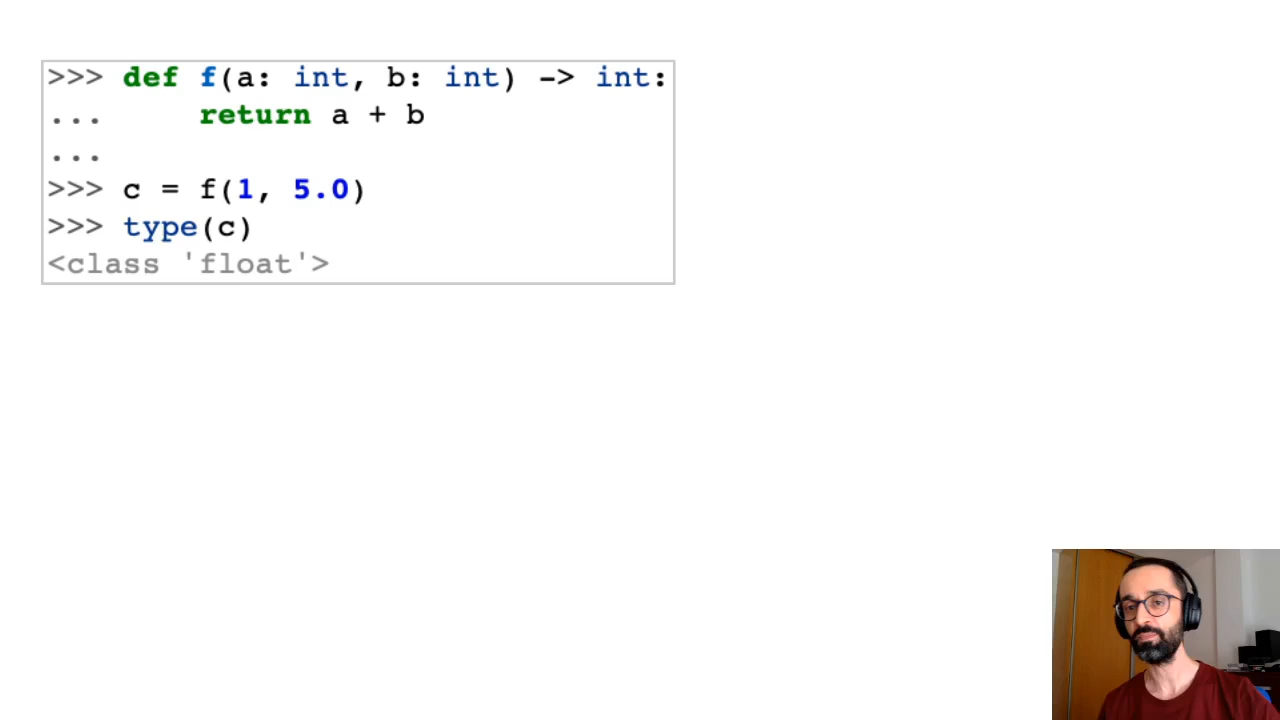 >>> def f(a: int, b: int) -> int:
...     return a + b
...
>>> c = f(1, 5.0)
>>> type(c)
<class 'float'>